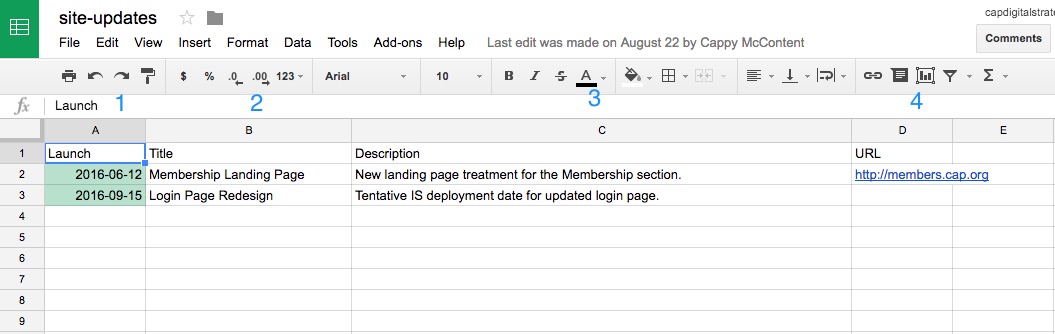 site-updates
capdigitalstrate
File Edit View Insert Format Data Tools Add-ons Help Last edit was made on August 22 by Cappy McContent
Comments
$ % .0 .00 123 Arial 10 B I S A Σ
fx Launch 1 2 3 4
A B C D E
1 Launch Title Description URL
2 2016-06-12 Membership Landing Page New landing page treatment for the Membership section. http://members.cap.org
3 2016-09-15 Login Page Redesign Tentative IS deployment date for updated login page.
4
5
6
7
8
9